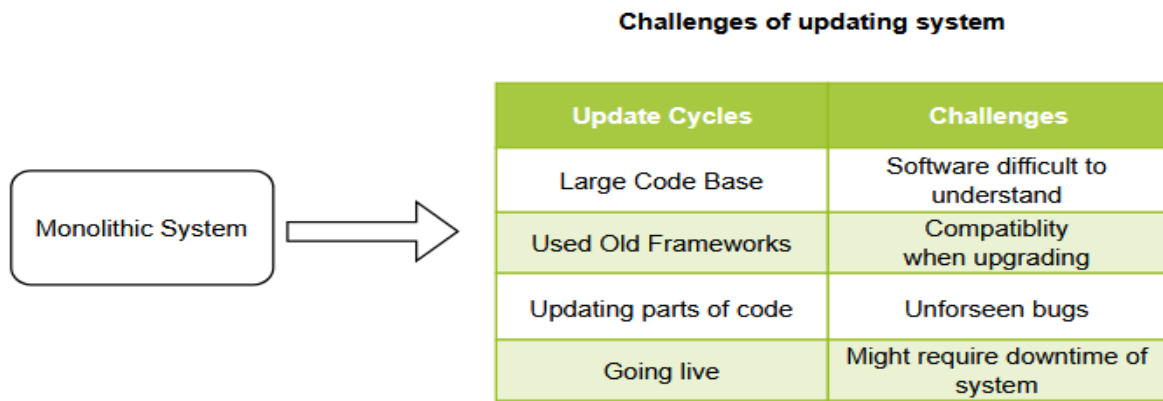 Challenges of updating system
Update Cycles
Challenges
Monolithic System
Large Code Base
Software difficult to
understand
Used Old Frameworks
Compatiblity
when upgrading
Updating parts of code
Unforseen bugs
Going live
Might require downtime of
system